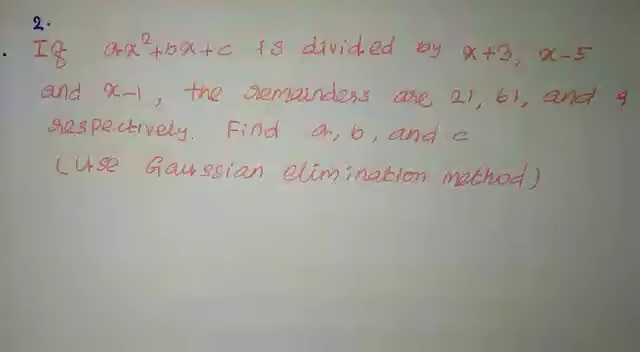 2.
If ax²+bx+c is divided by x+3, x-5
and x-1, the remainders are 21, 61, and 9
respectively. Find a, b, and c
(use Gaussian elimination method)